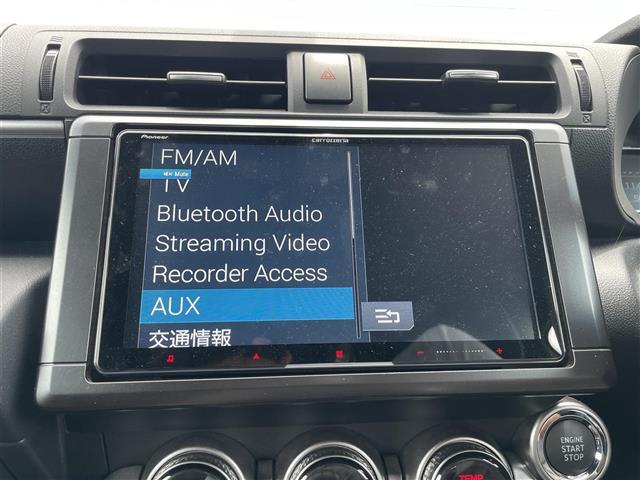 Pioneer
carrozzeria
FM/AM
Mute
TV
Bluetooth Audio
Streaming Video
Recorder Access
AUX
交通情報
ENGINE
START
STOP
TEMP